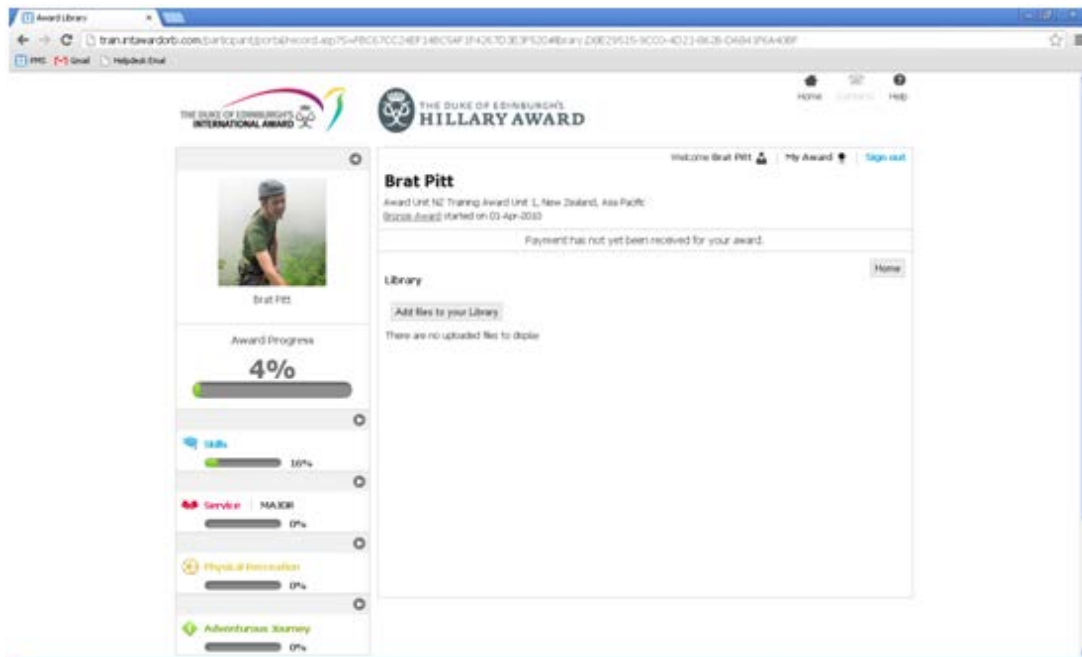 Award Library
PMS Gmail Helpdesk Email
THE DUKE OF EDINBURGH'S
INTERNATIONAL AWARD
THE DUKE OF EDINBURGH'S
HILLARY AWARD
Home Contacts Help
Welcome Brat Pitt My Award Sign out
Brat Pitt
Award Unit NZ Training Award Unit 1, New Zealand, Asia Pacific
Bronze Award started on 01-Apr-2010
Payment has not yet been received for your award.
Home
Library
Add files to your Library
There are no uploaded files to display
Brat Pitt
Award Progress
4%
Skills
16%
Service MAJOR
0%
Physical Recreation
0%
Adventurous Journey
0%